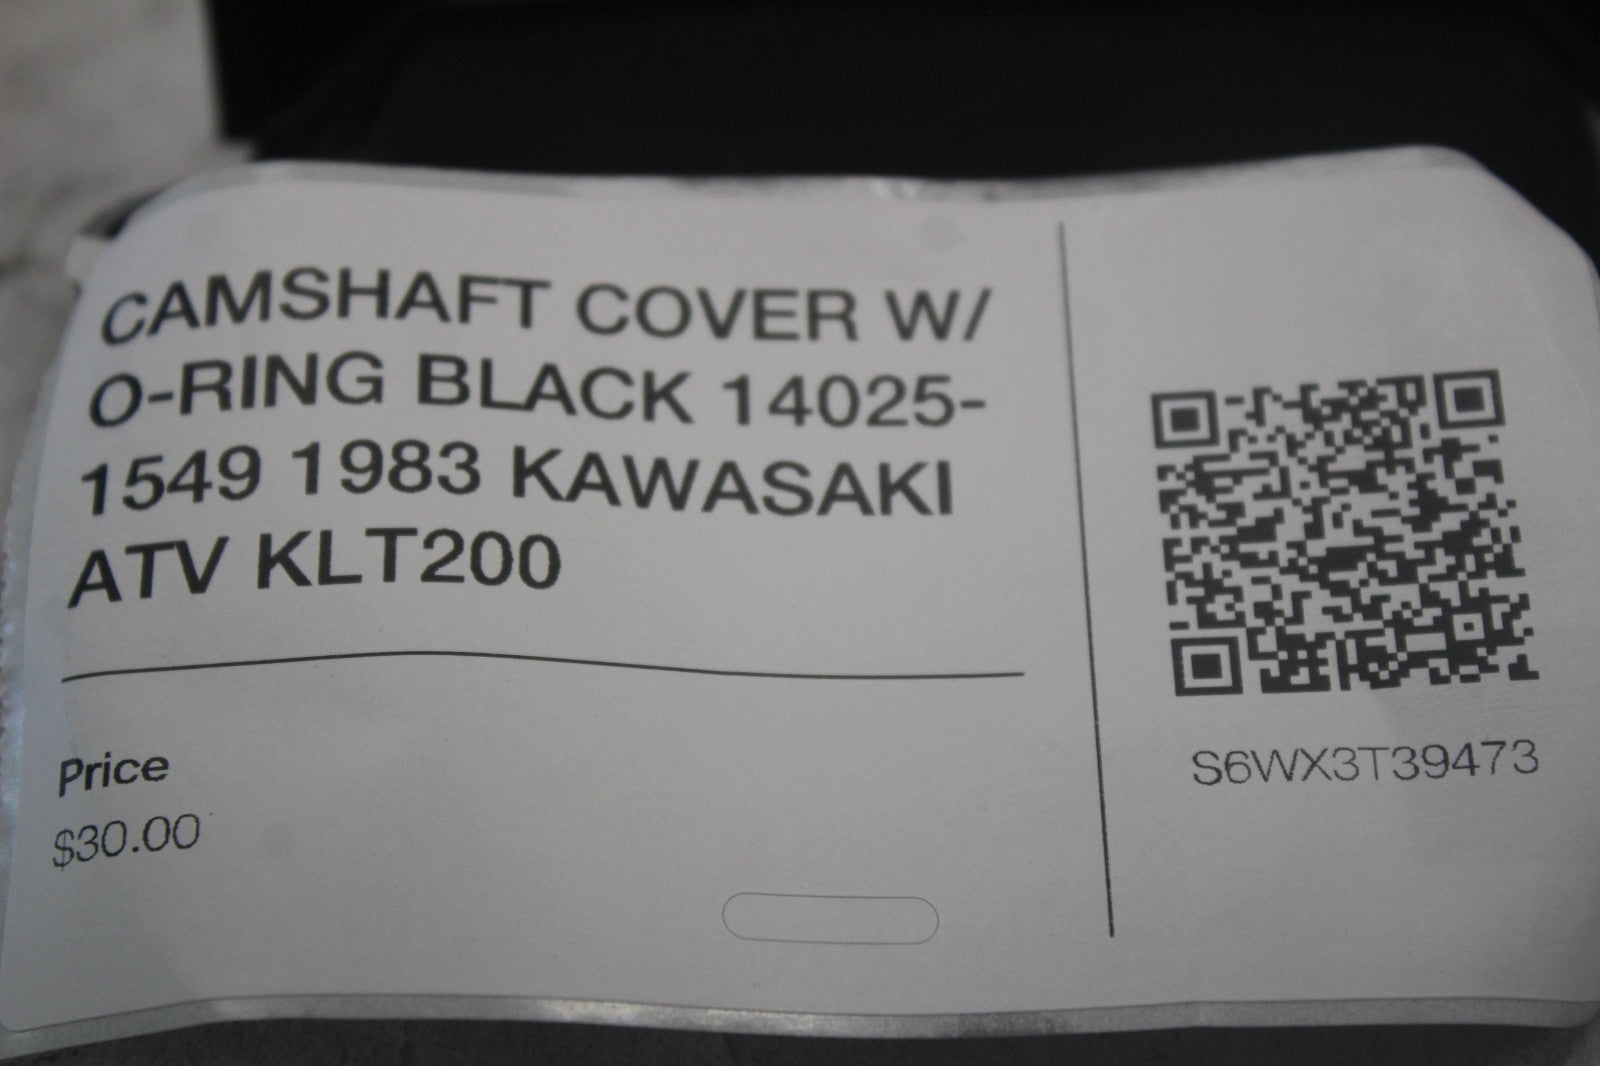 CAMSHAFT COVER W/
O-RING BLACK 14025-
1549 1983 KAWASAKI
ATV KLT200
Price
$30.00
S6WX3T39473